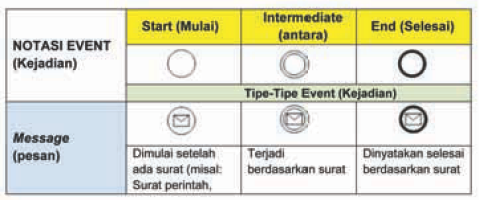 NOTASI EVENT
(Kejadian)
Start (Mulai)
Intermediate
(antara)
End (Selesai)
Tipe-Tipe Event (Kejadian)
Message
(pesan)
Dimulai setelah
ada surat (misal:
Surat perintah,
Terjadi
berdasarkan surat
Dinyatakan selesai
berdasarkan surat